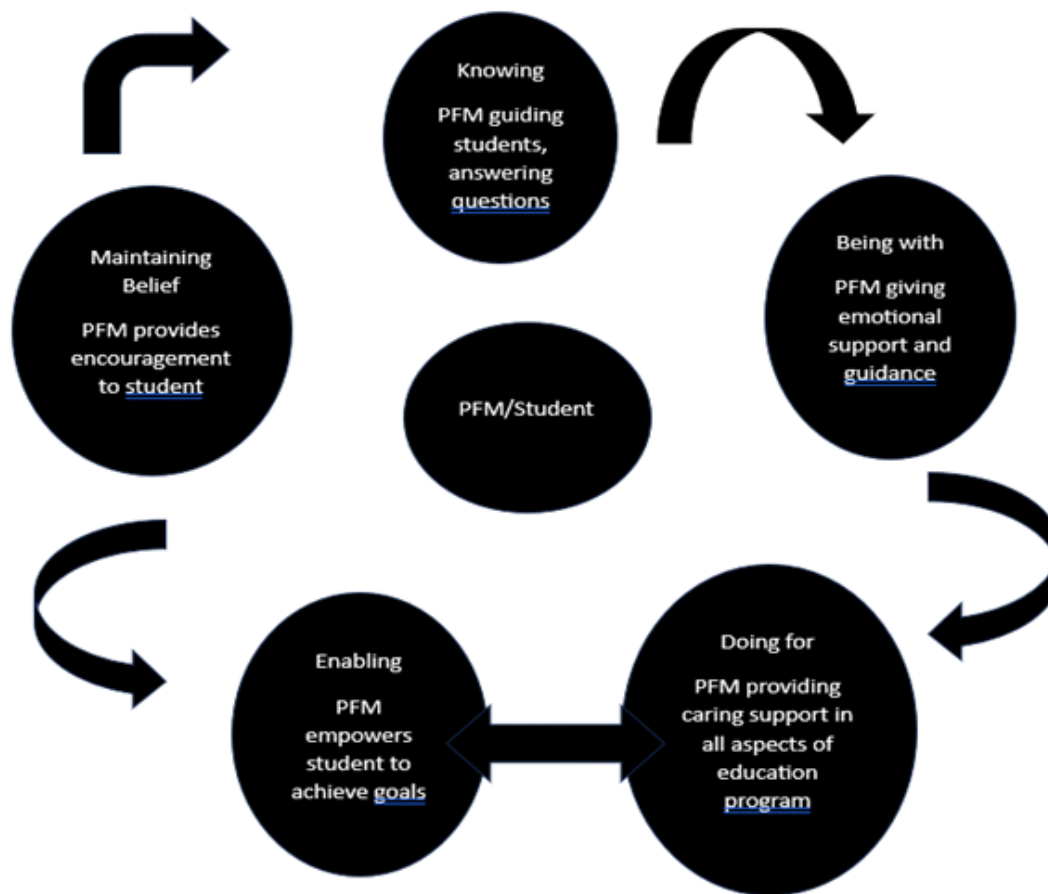 Knowing
PFM guiding
students,
answering
questions
Being with
PFM giving
emotional
support and
guidance
Maintaining
Belief
PFM provides
encouragement
to student
PFM/Student
Enabling
PFM
empowers
student to
achieve goals
Doing for
PFM providing
caring support in
all aspects of
education
program